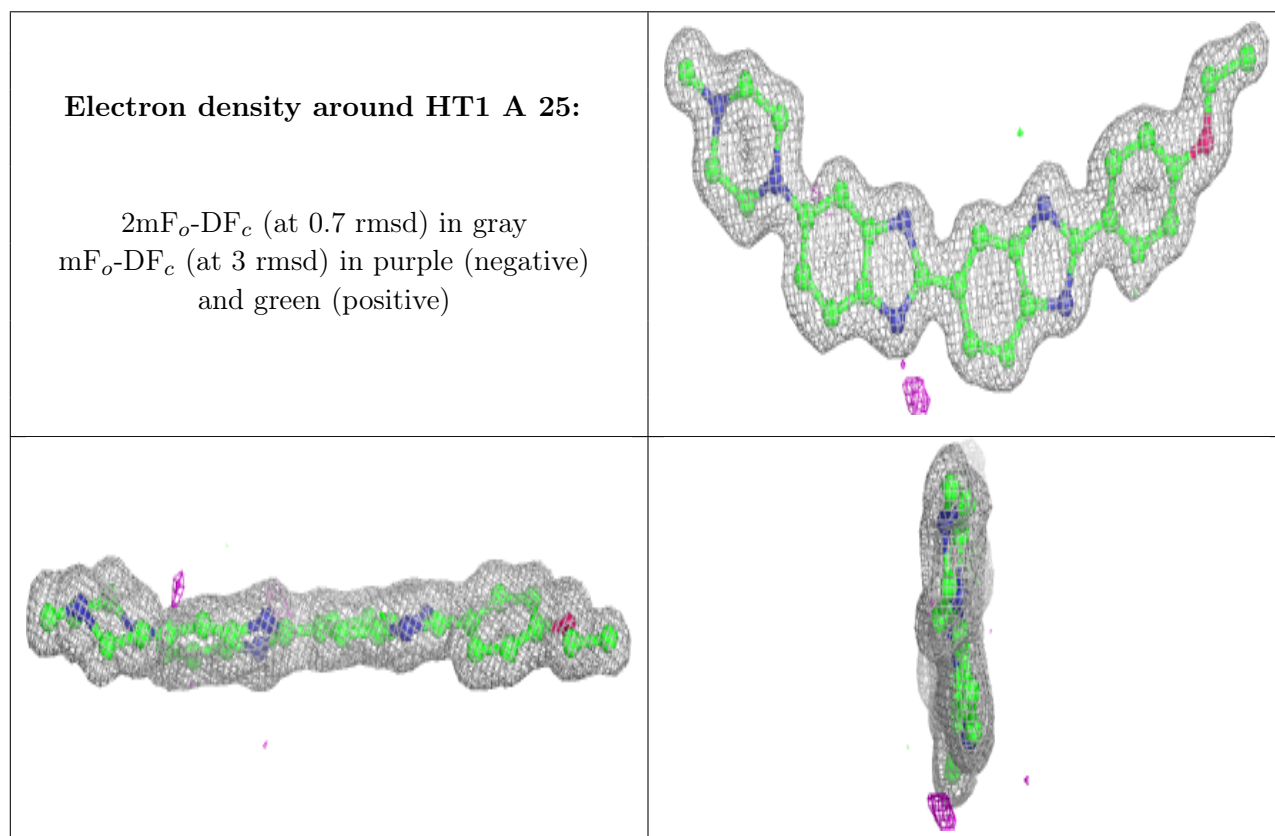 Electron density around HT1 A 25:
2mFo-DFc (at 0.7 rmsd) in gray
mFo-DFc (at 3 rmsd) in purple (negative)
and green (positive)